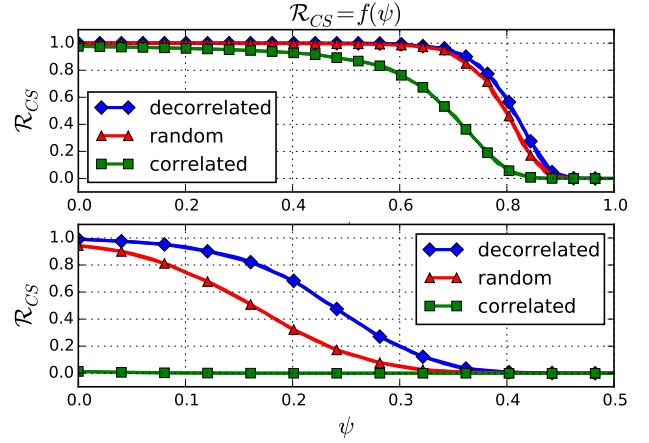 R_CS = f(ψ)
R_CS
1.0
0.8
0.6
0.4
0.2
0.0
decorrelated
random
correlated
0.0 0.2 0.4 0.6 0.8 1.0
R_CS
1.0
0.8
0.6
0.4
0.2
0.0
decorrelated
random
correlated
0.0 0.1 0.2 0.3 0.4 0.5
ψ